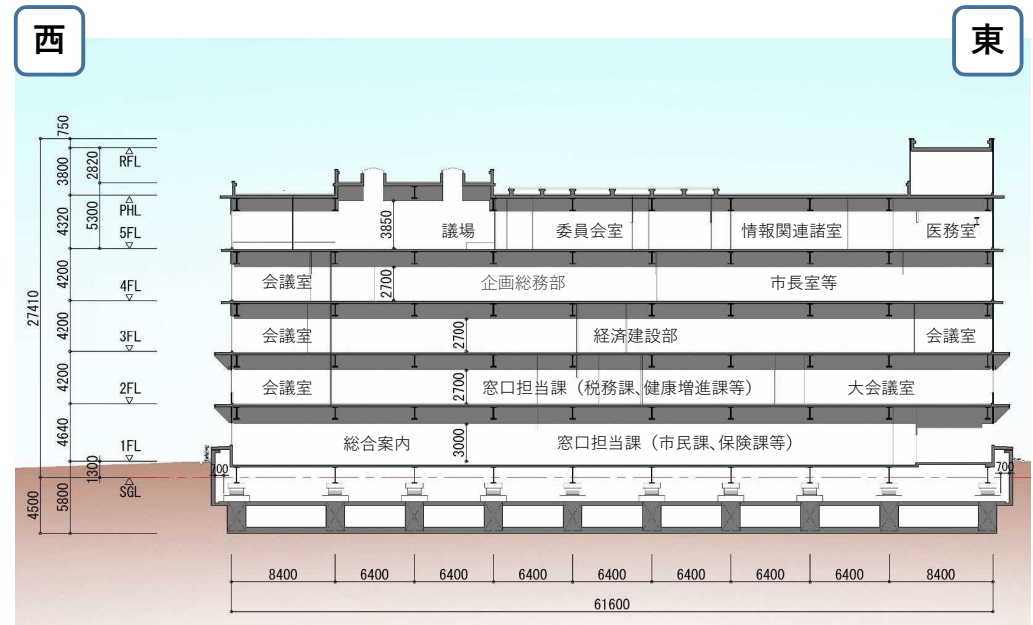 西
東
750
3800
2820
RFL
PHL
4320
5300
5FL
4200
4FL
27410
4200
3FL
4200
2FL
4640
1FL
1300
SGL
4500
5800
議場
委員会室
情報関連諸室
医務室
3850
会議室
企画総務部
市長室等
2700
会議室
経済建設部
会議室
2700
会議室
窓口担当課（税務課、健康増進課等）
大会議室
2700
総合案内
窓口担当課（市民課、保険課等）
3000
700
700
8400 6400 6400 6400 6400 6400 6400 6400 8400
61600